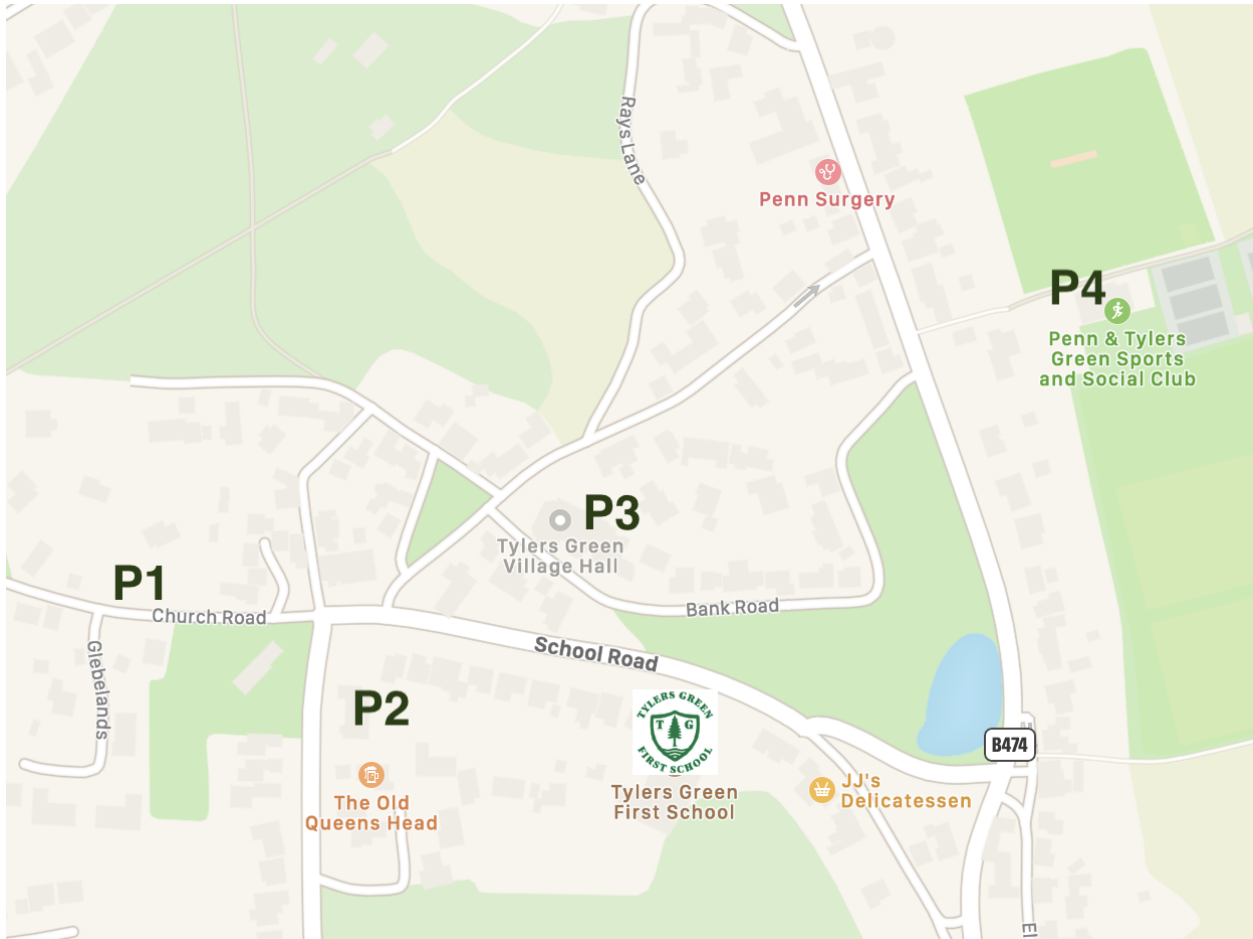 Rays Lane
Penn Surgery
P4
Penn & Tylers
Green Sports
and Social Club
P3
Tylers Green
Village Hall
P1
Church Road
Bank Road
Glebelands
School Road
P2
TYLERS GREEN
T G
FIRST SCHOOL
B474
The Old
Queens Head
Tylers Green
First School
JJ's
Delicatessen
El